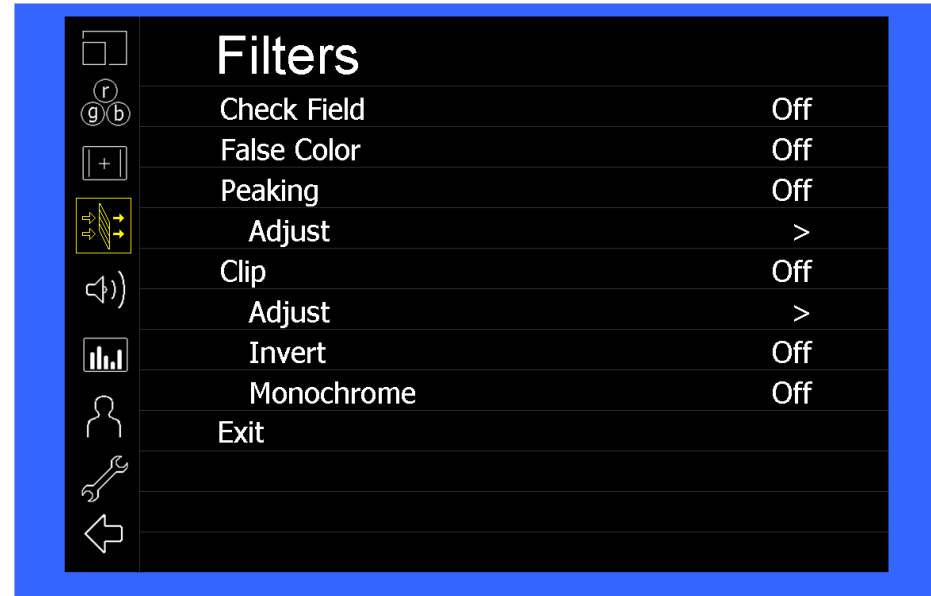 Filters
r
g b
Check Field Off
False Color Off
Peaking Off
Adjust >
Clip Off
Adjust >
Invert Off
Monochrome Off
Exit